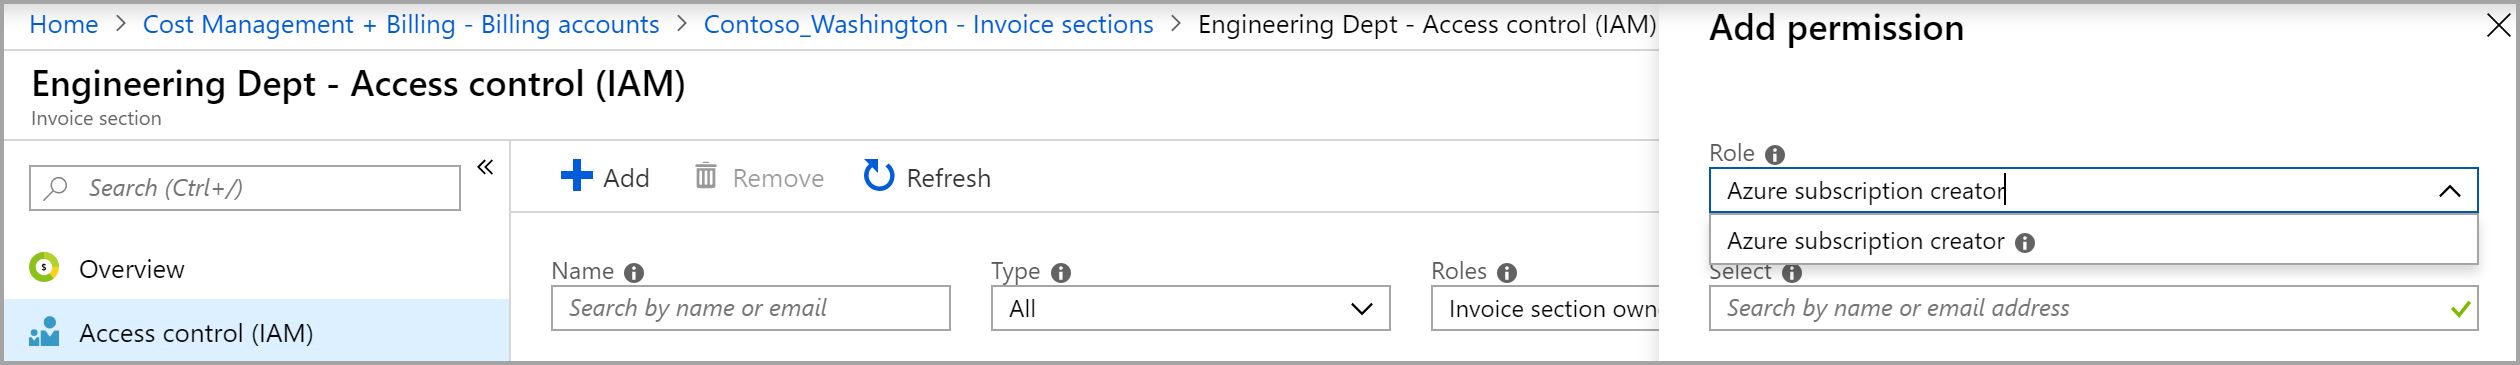 Home > Cost Management + Billing - Billing accounts > Contoso_Washington - Invoice sections > Engineering Dept - Access control (IAM)
Engineering Dept - Access control (IAM)
Invoice section
Search (Ctrl+/)
Overview
Access control (IAM)
Add Remove Refresh
Name Type Roles
Search by name or email All Invoice section own
Add permission
Role
Azure subscription creator
Azure subscription creator
Select
Search by name or email address